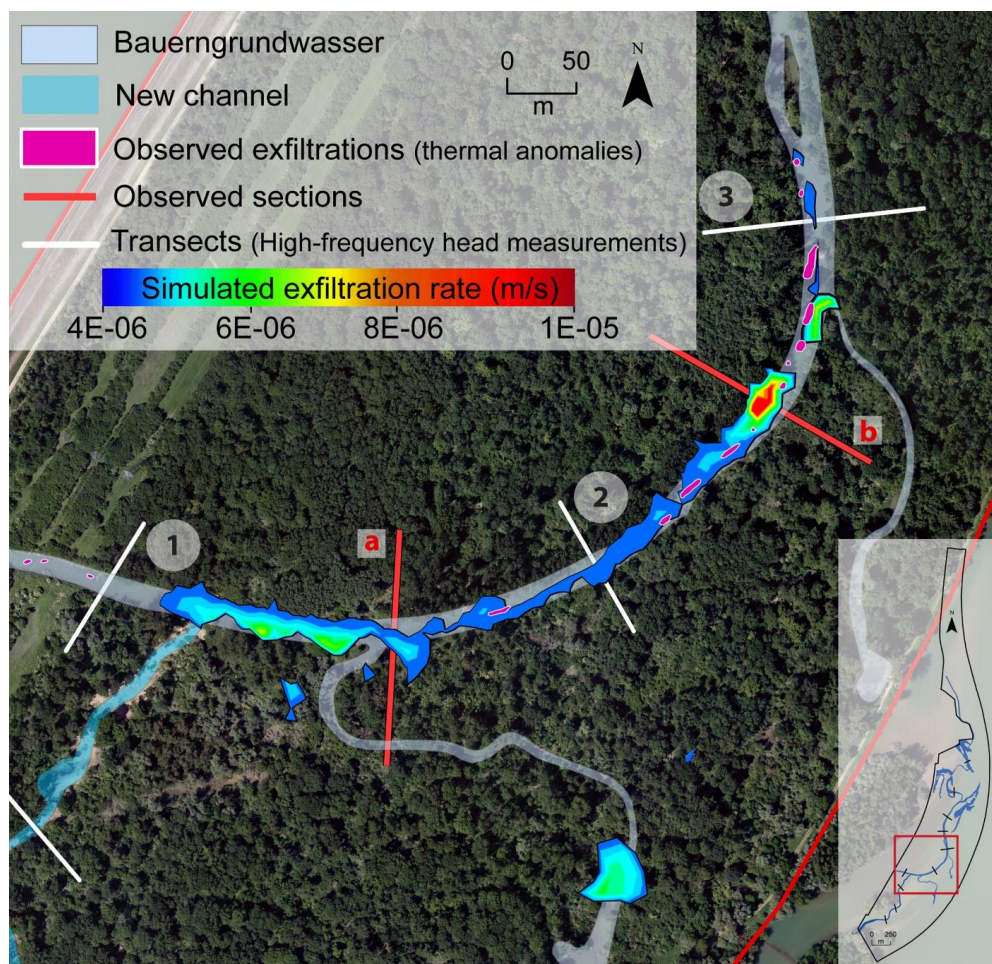 Bauerngrundwasser
New channel
Observed exfiltrations (thermal anomalies)
Observed sections
Transects (High-frequency head measurements)
Simulated exfiltration rate (m/s)
4E-06 6E-06 8E-06 1E-05
0 50
m
N
3
b
2
a
1
N
0 250
m